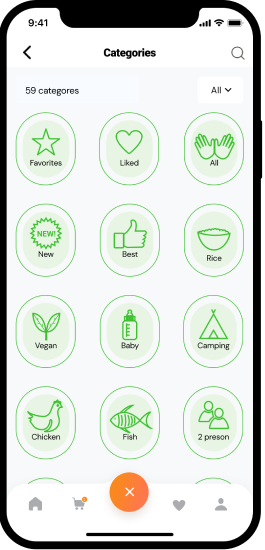 9:41
Categories
59 categores
All
Favorites
Liked
All
NEW!
New
Best
Rice
Vegan
Baby
Camping
Chicken
Fish
2 preson